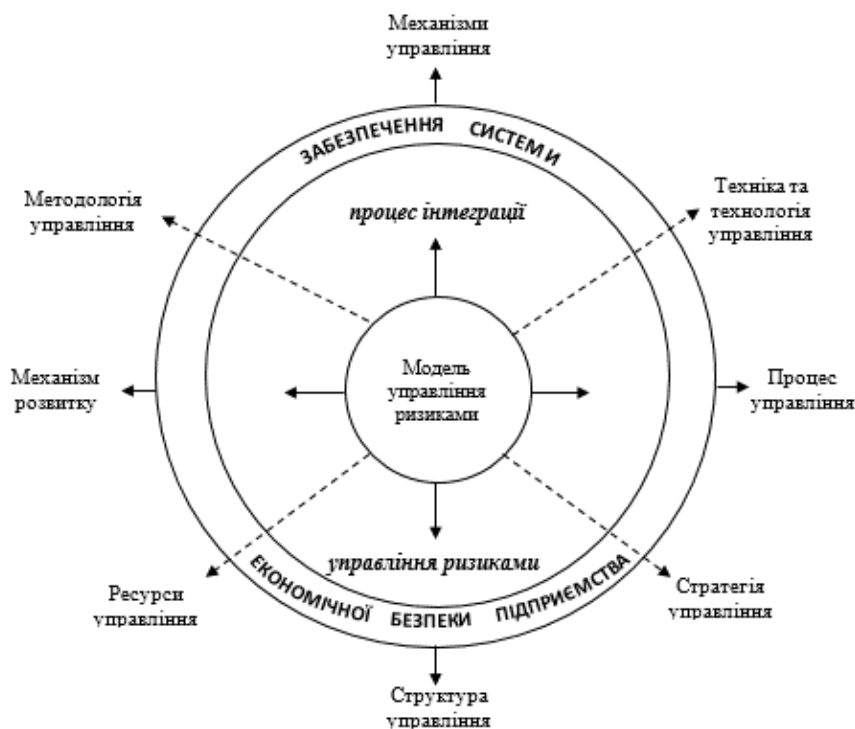 Механізми
управління
ЗАБЕЗПЕЧЕННЯ СИСТЕМИ
Методологія
управління
Техніка та
технологія
управління
процес інтеграції
Механізм
розвитку
Модель
управління
ризиками
Процес
управління
управління ризиками
Ресурси
управління
ЕКОНОМІЧНОЇ БЕЗПЕКИ ПІДПРИЄМСТВА
Стратегія
управління
Структура
управління